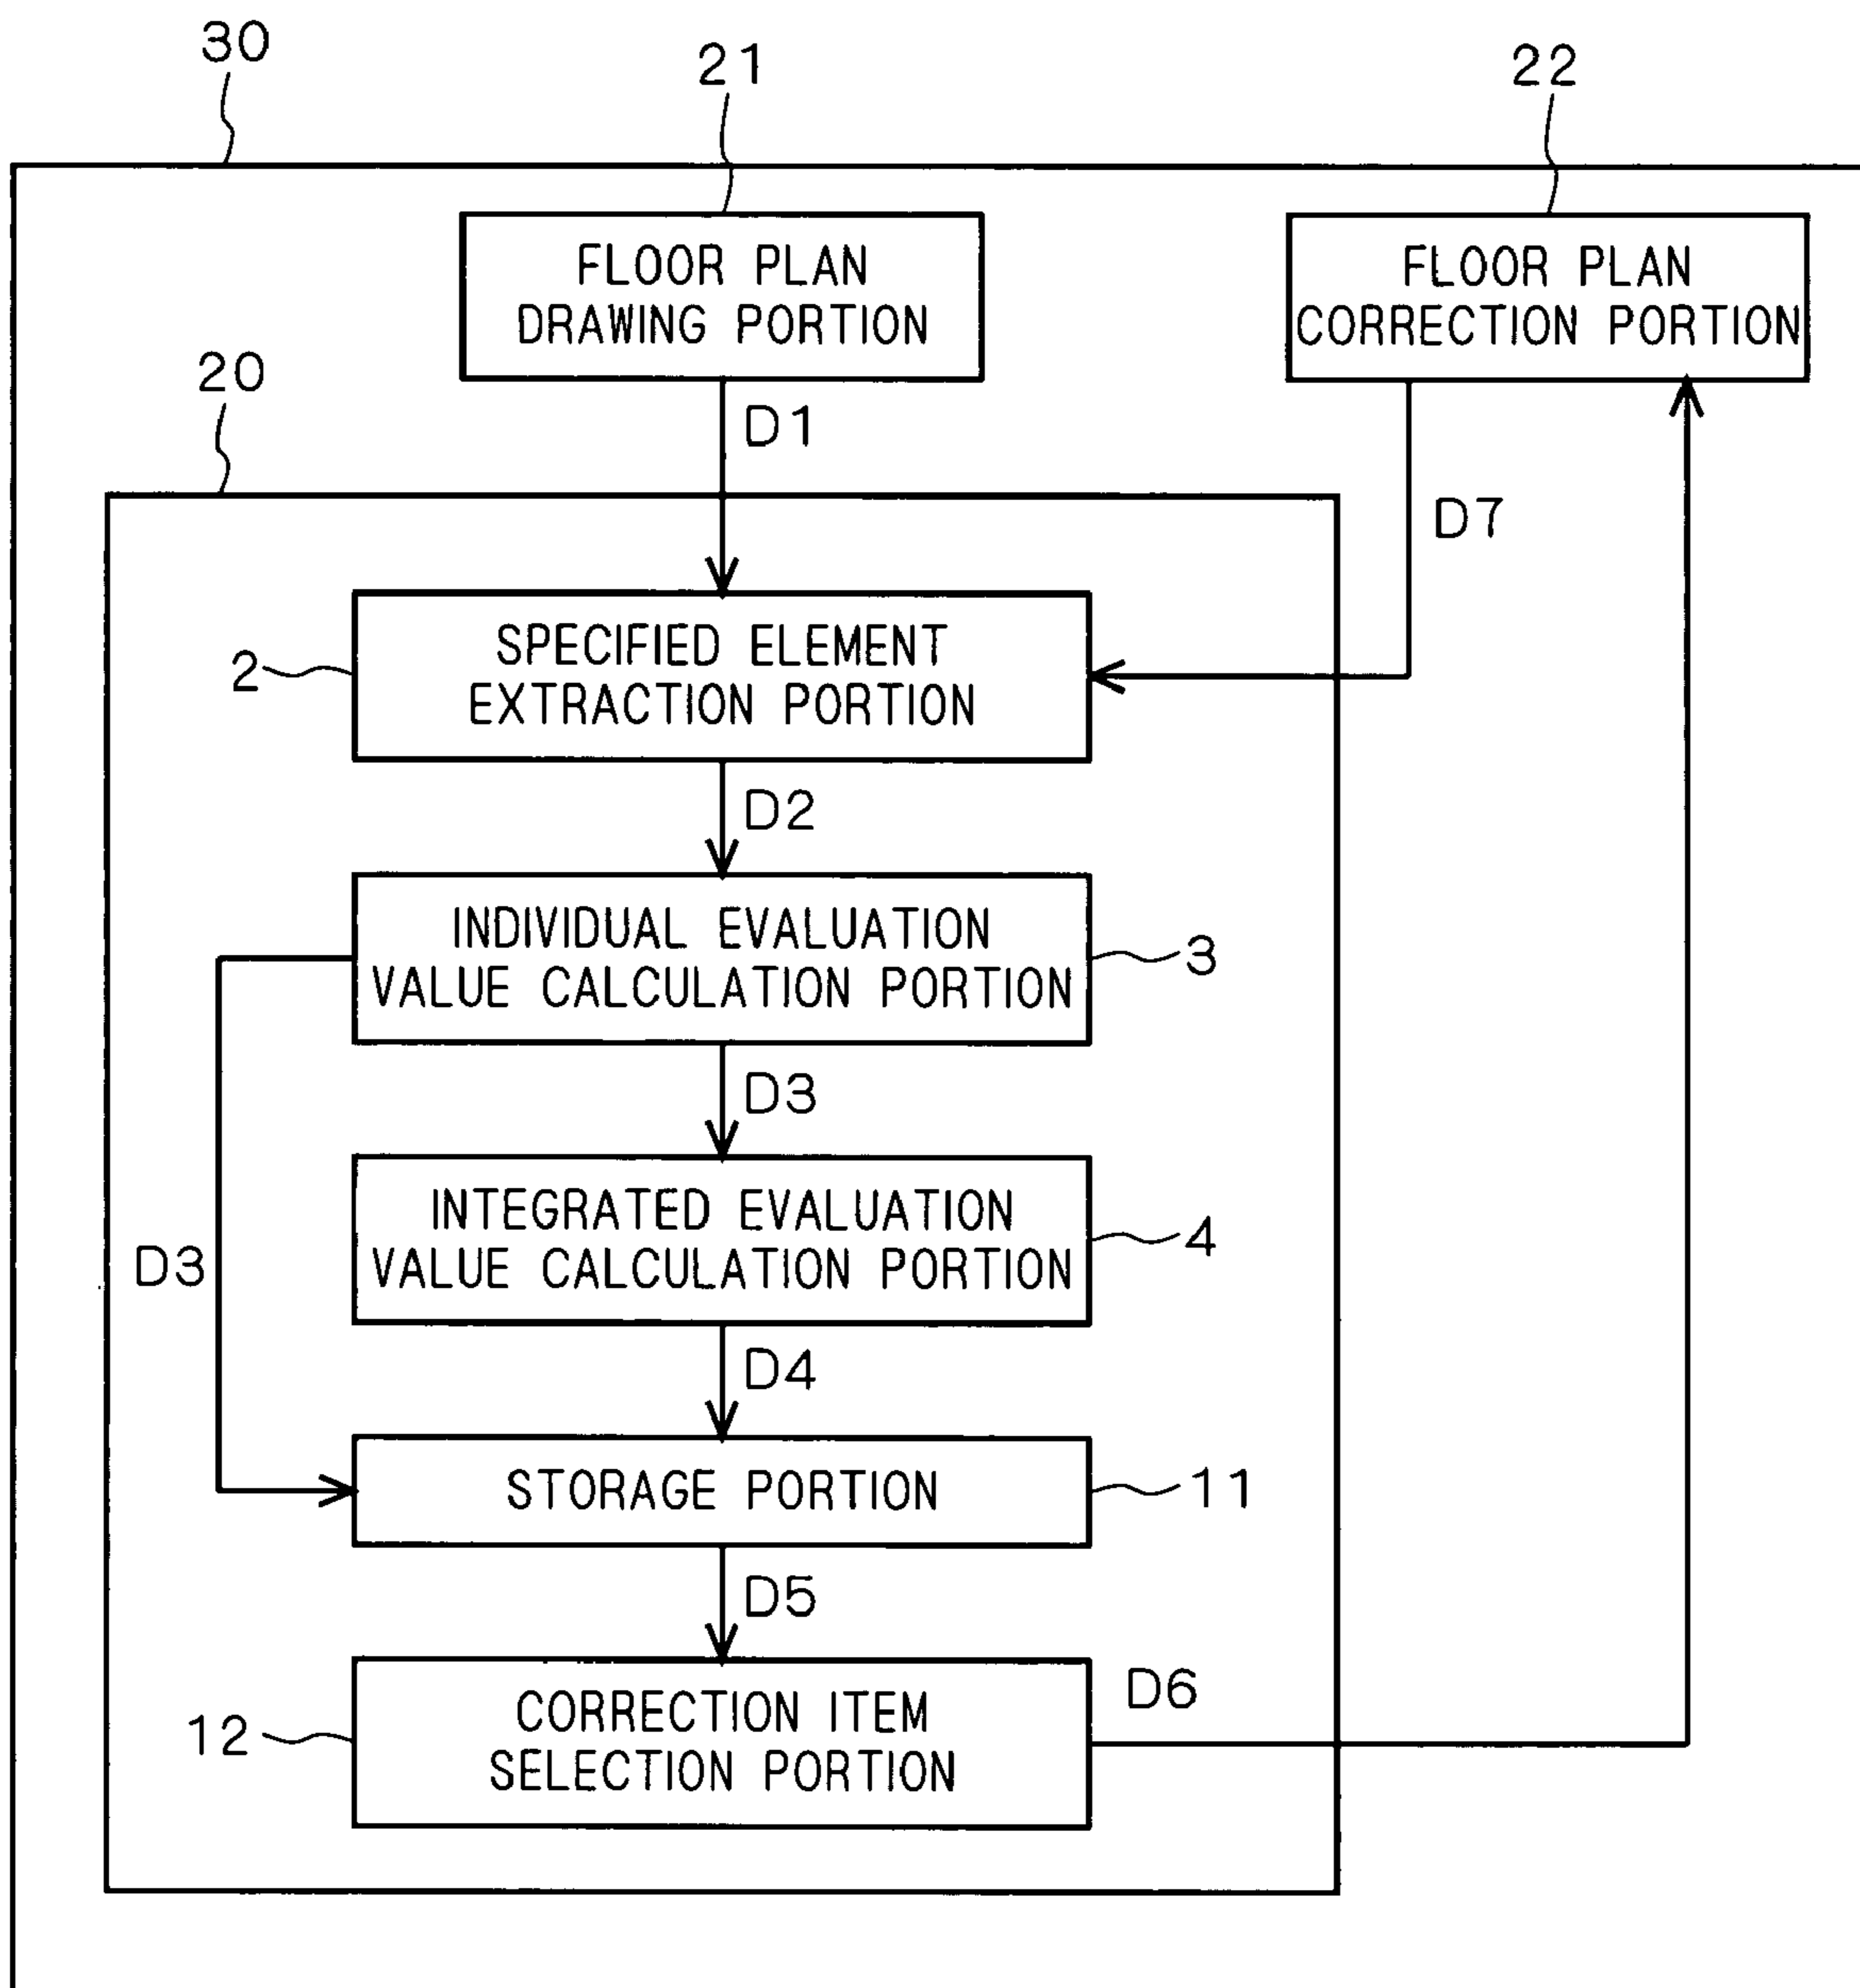 30
21
22
FLOOR PLAN
DRAWING PORTION
FLOOR PLAN
CORRECTION PORTION
20
D1
D7
2
SPECIFIED ELEMENT
EXTRACTION PORTION
D2
INDIVIDUAL EVALUATION
VALUE CALCULATION PORTION
3
D3
INTEGRATED EVALUATION
VALUE CALCULATION PORTION
4
D3
D4
STORAGE PORTION
11
D5
12
CORRECTION ITEM
SELECTION PORTION
D6